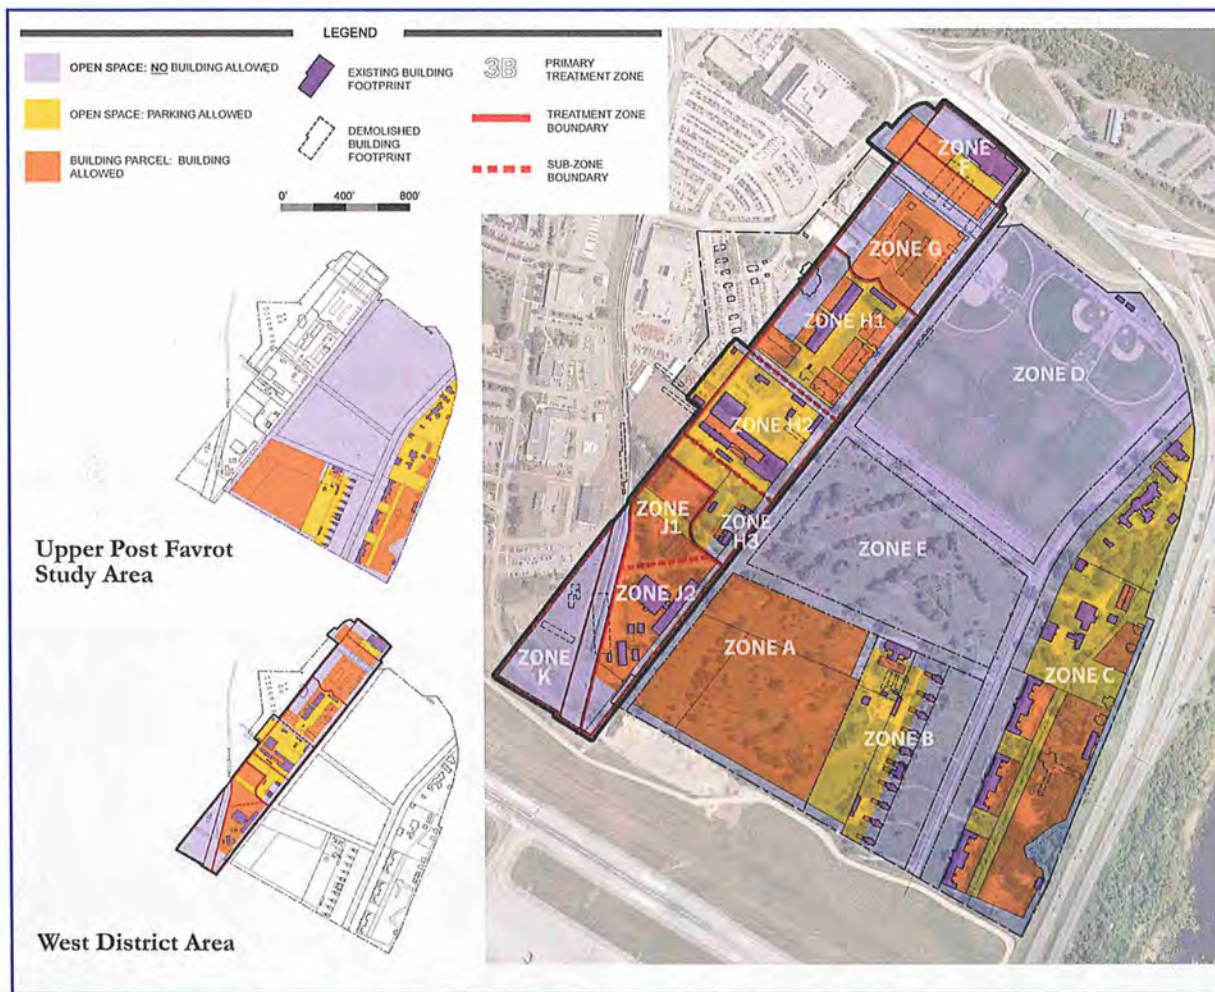 LEGEND
OPEN SPACE: NO BUILDING ALLOWED
OPEN SPACE: PARKING ALLOWED
BUILDING PARCEL: BUILDING
ALLOWED
EXISTING BUILDING
FOOTPRINT
DEMOLISHED
BUILDING
FOOTPRINT
0' 400' 800'
3B
PRIMARY
TREATMENT ZONE
TREATMENT ZONE
BOUNDARY
SUB-ZONE
BOUNDARY
Upper Post Favrot
Study Area
West District Area
ZONE
F
ZONE G
ZONE H1
ZONE D
ZONE H2
ZONE
J1
ZONE
H3
ZONE E
ZONE J2
ZONE A
ZONE
K
ZONE B
ZONE C